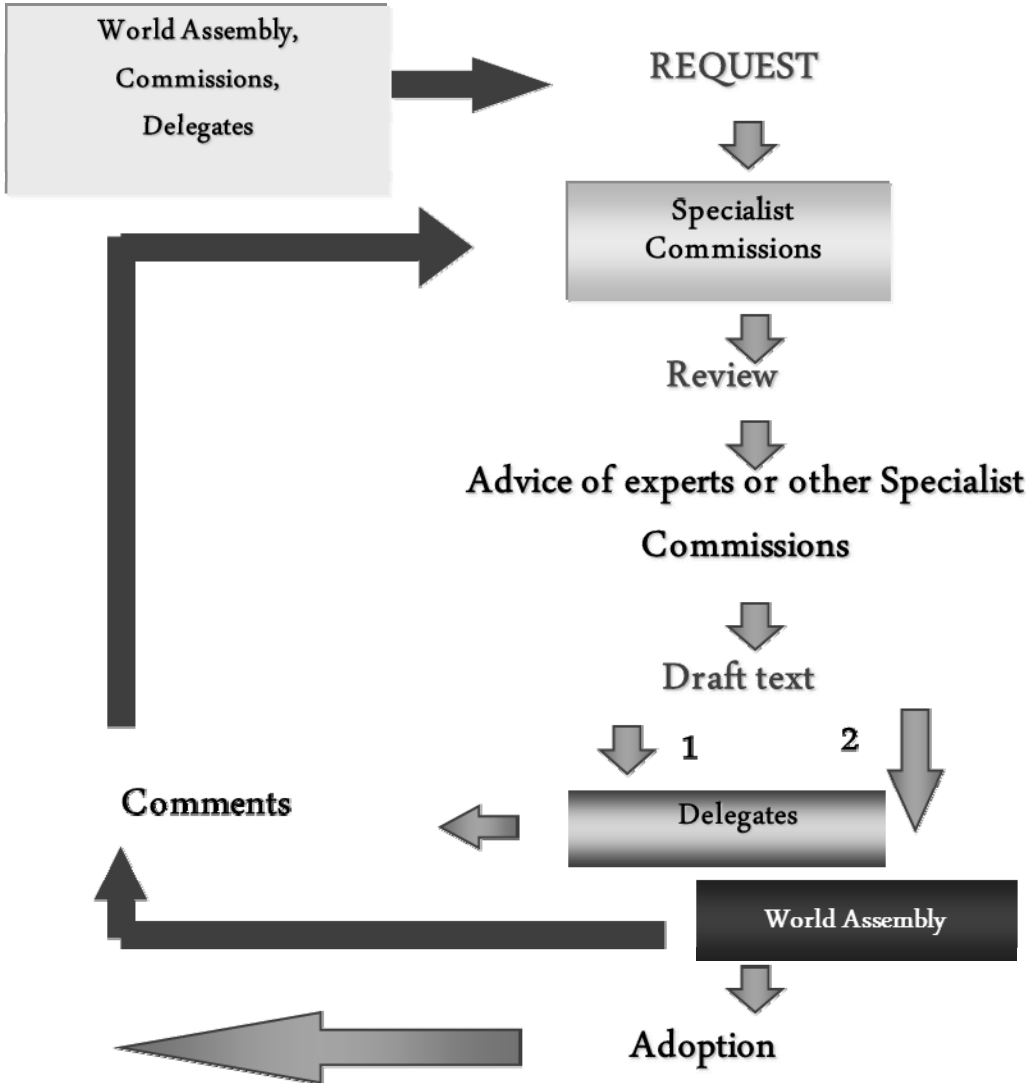 World Assembly,
Commissions,
Delegates
REQUEST
Specialist
Commissions
Review
Advice of experts or other Specialist
Commissions
Draft text
1
2
Comments
Delegates
World Assembly
Adoption